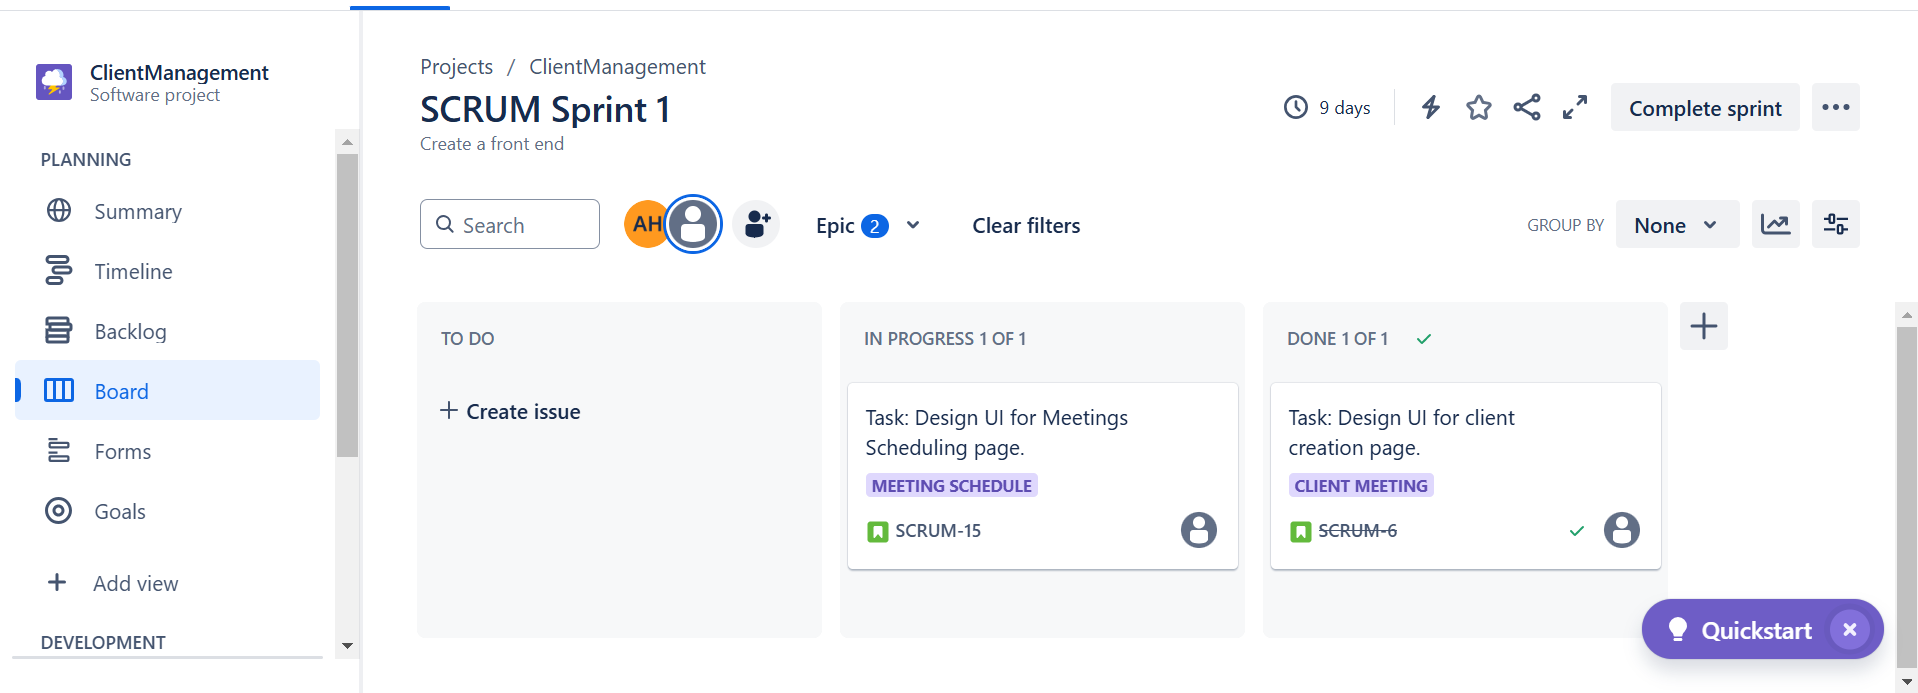 ClientManagement
Software project
PLANNING
Summary
Timeline
Backlog
Board
Forms
Goals
Add view
DEVELOPMENT
Projects / ClientManagement
SCRUM Sprint 1
Create a front end
9 days
Complete sprint
Search
AH
Epic 2
Clear filters
GROUP BY
None
TO DO
+ Create issue
IN PROGRESS 1 OF 1
Task: Design UI for Meetings
Scheduling page.
MEETING SCHEDULE
SCRUM-15
DONE 1 OF 1
Task: Design UI for client
creation page.
CLIENT MEETING
SCRUM-6
Quickstart